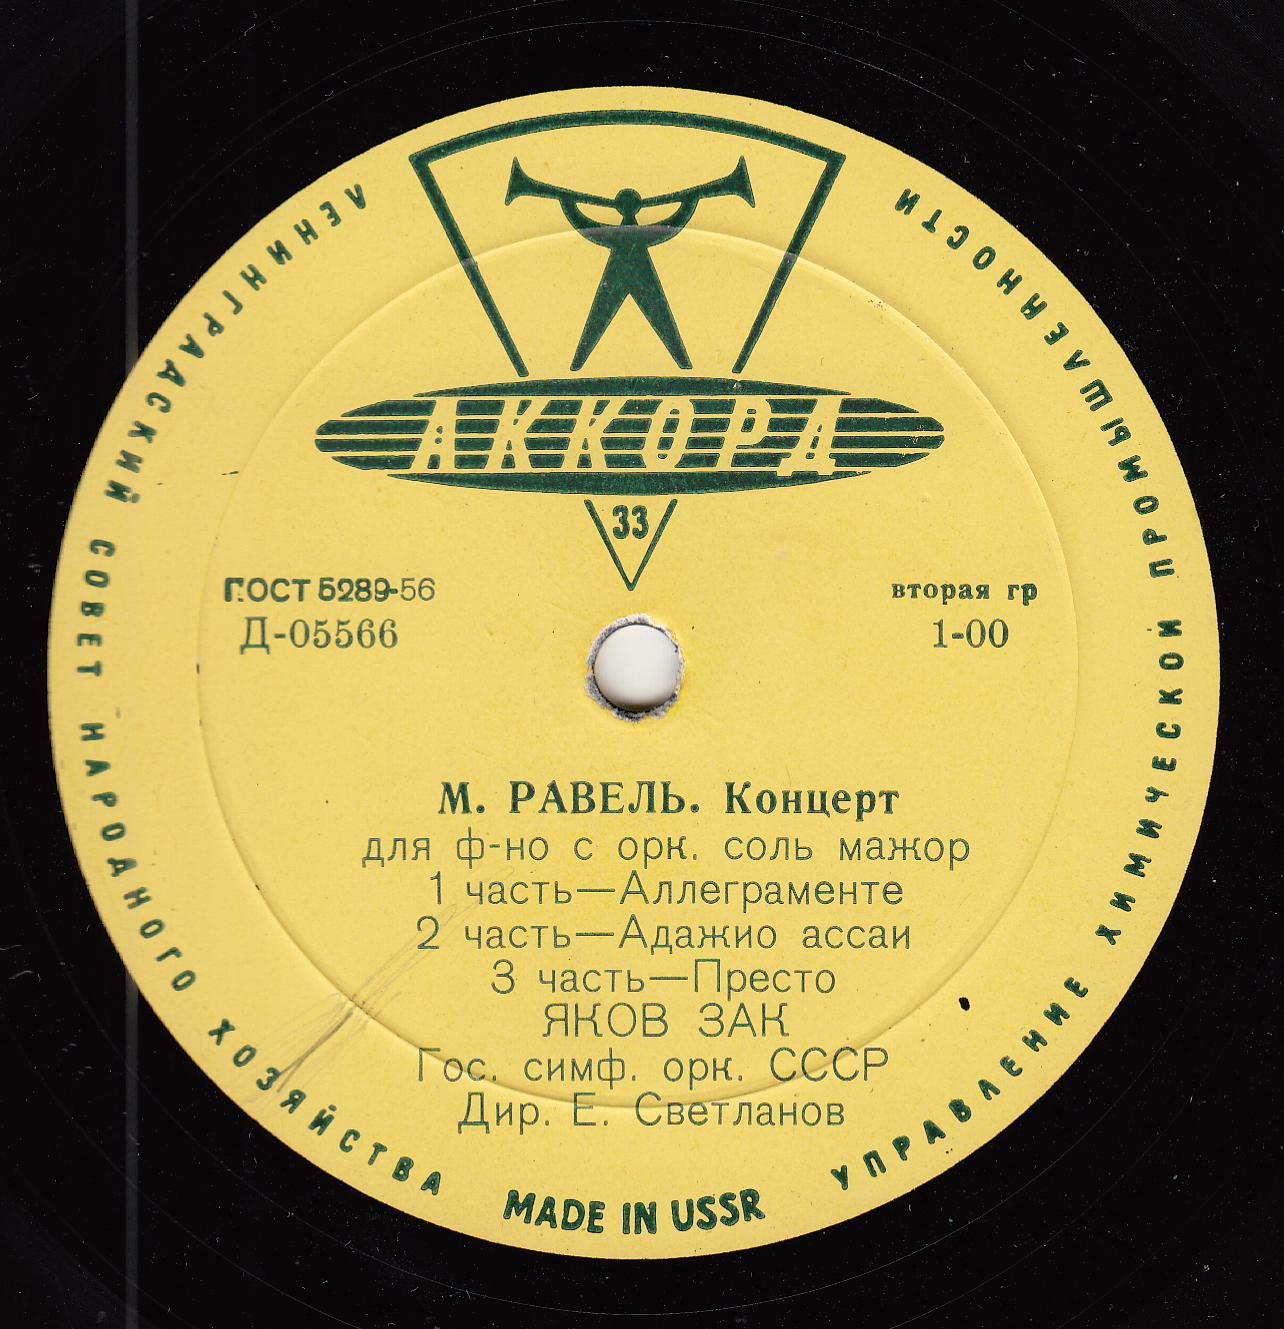 АККОРД
33
ГОСТ 5289-56
Д-05566
вторая гр
1-00
М. РАВЕЛЬ. Концерт
для ф-но с орк. соль мажор
1 часть—Аллеграменте
2 часть—Адажио ассаи
3 часть—Престо
ЯКОВ ЗАК
Гос. симф. орк. СССР
Дир. Е. Светланов
ЛЕНИНГРАДСКИЙ СОВЕТ НАРОДНОГО ХОЗЯЙСТВА
MADE IN USSR
УПРАВЛЕНИЕ ХИМИЧЕСКОЙ ПРОМЫШЛЕННОСТИ